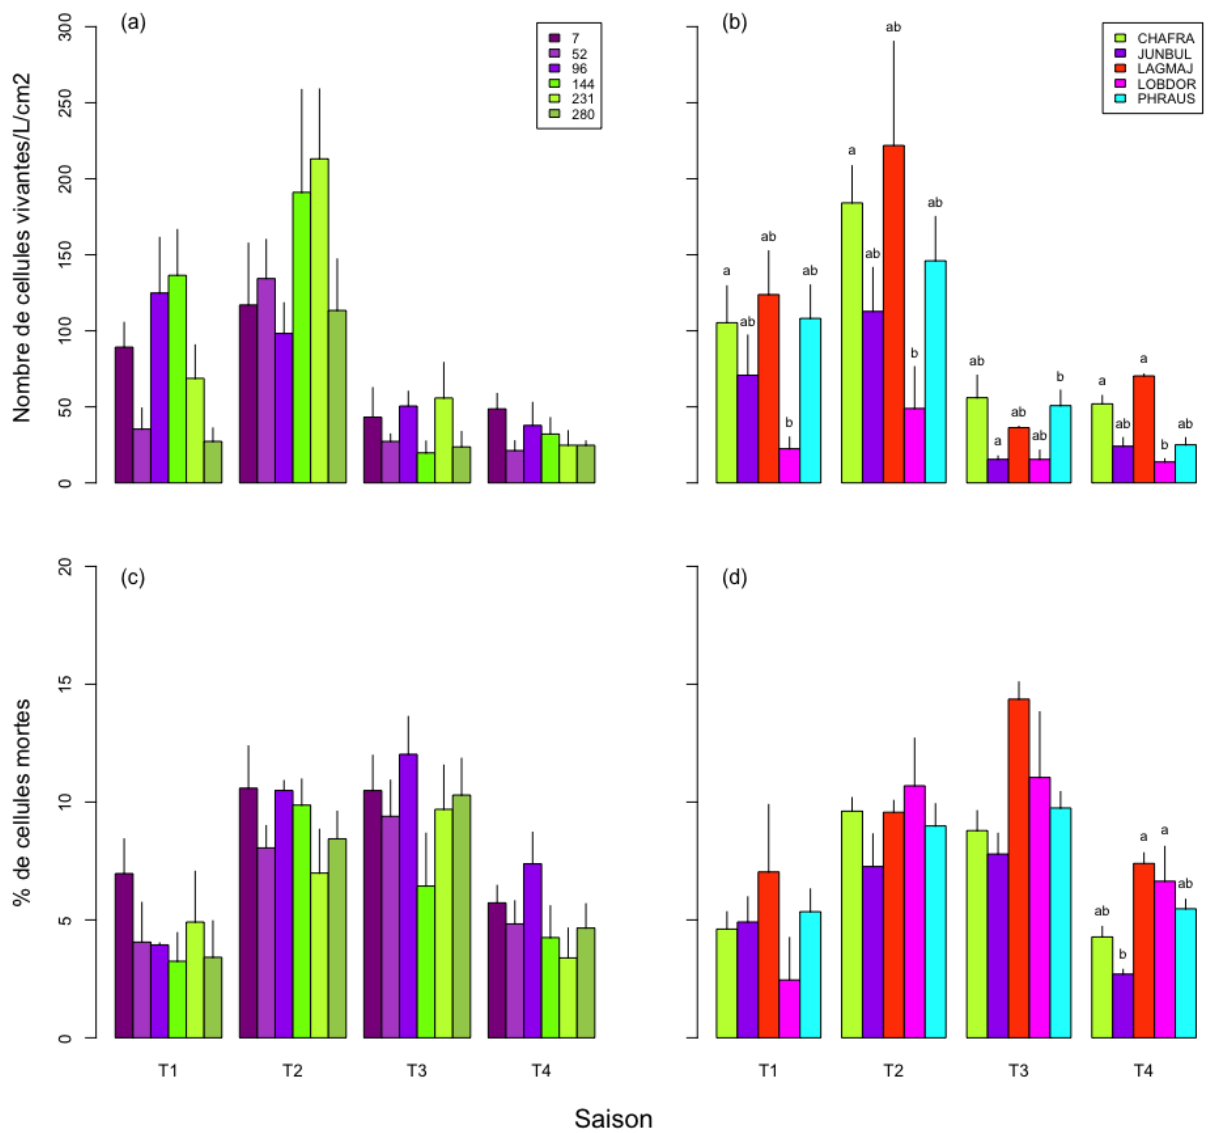 Nombre de cellules vivantes/L/cm2
300
250
200
150
100
50
0
(a)
7
52
96
144
231
280
(b)
CHAFRA
JUNBUL
LAGMAJ
LOBDOR
PHRAUS
a
ab
ab
b
ab
a
ab
ab
b
ab
ab
a
ab
ab
b
a
ab
a
b
ab
% de cellules mortes
20
15
10
5
0
(c)
T1
T2
T3
T4
(d)
ab
b
a
a
ab
T1
T2
T3
T4
Saison